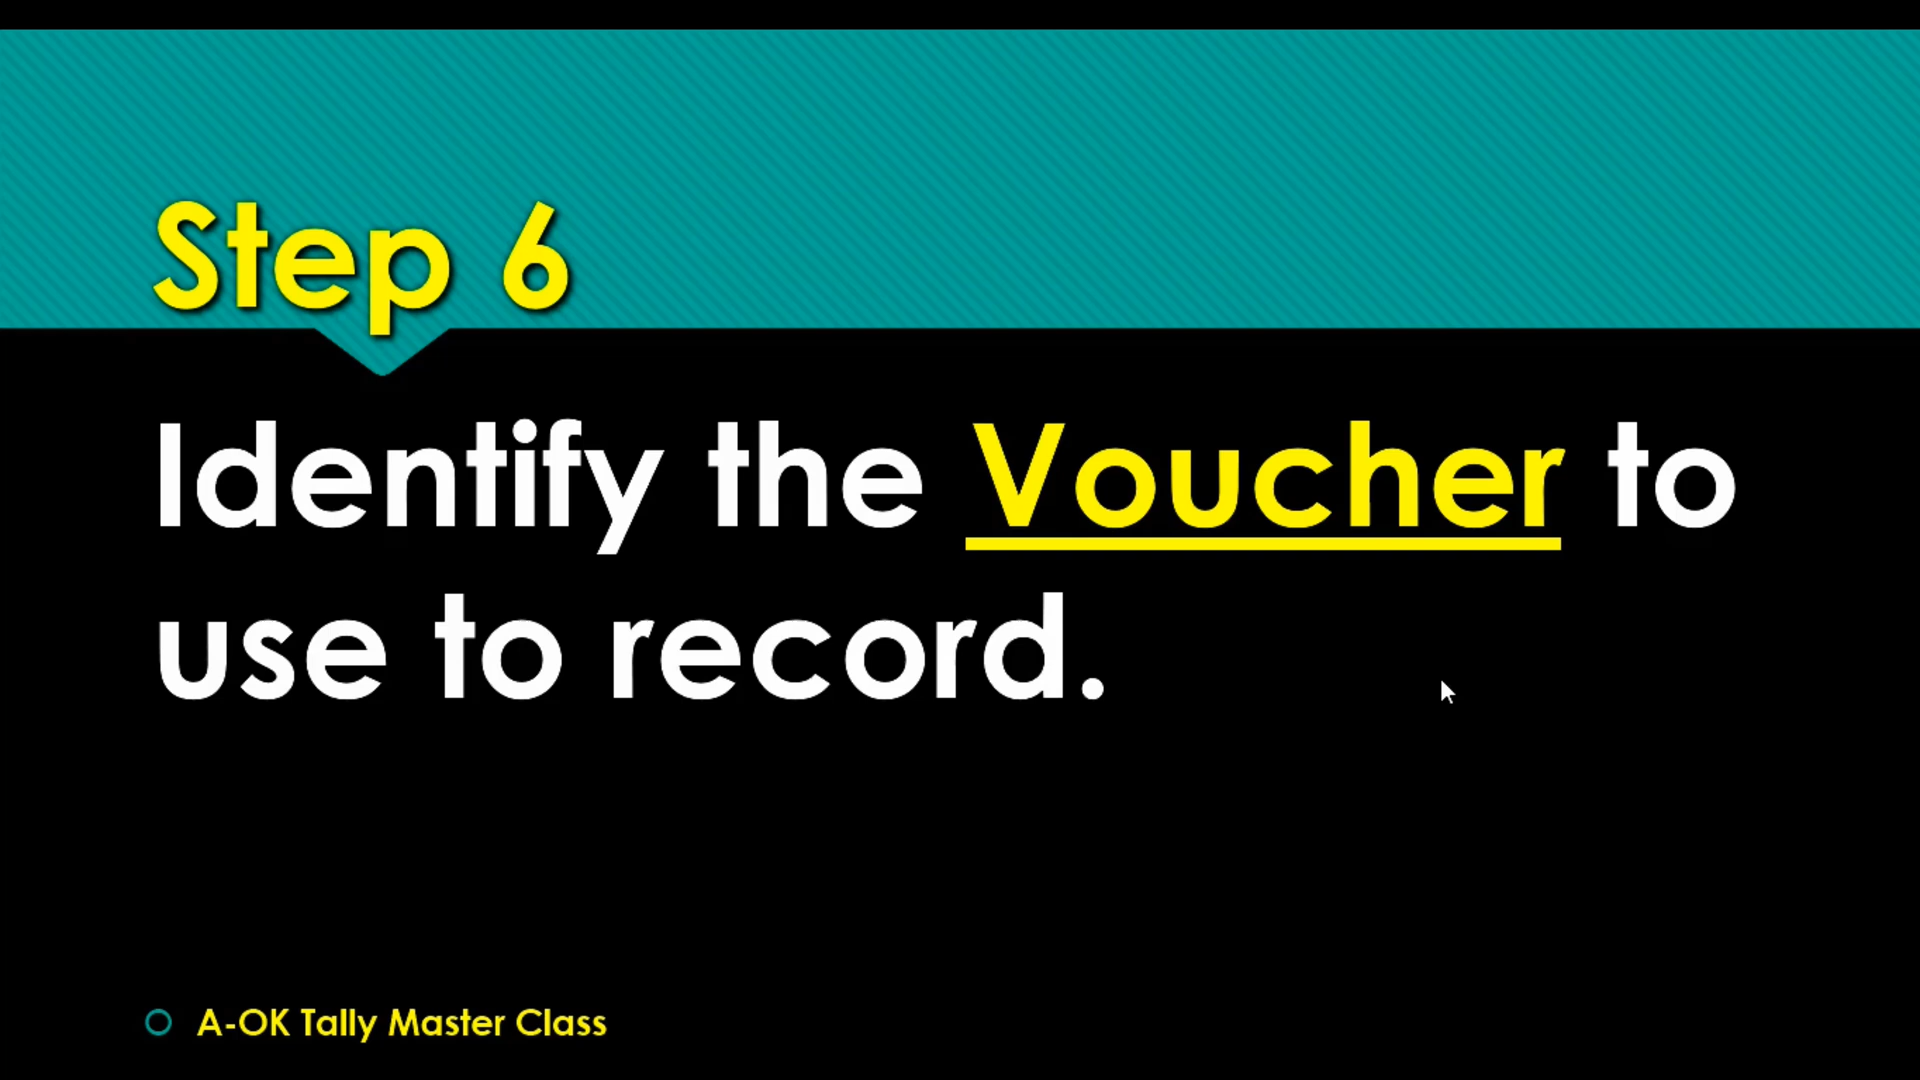 Step 6
Identify the Voucher to
use to record.
A-OK Tally Master Class